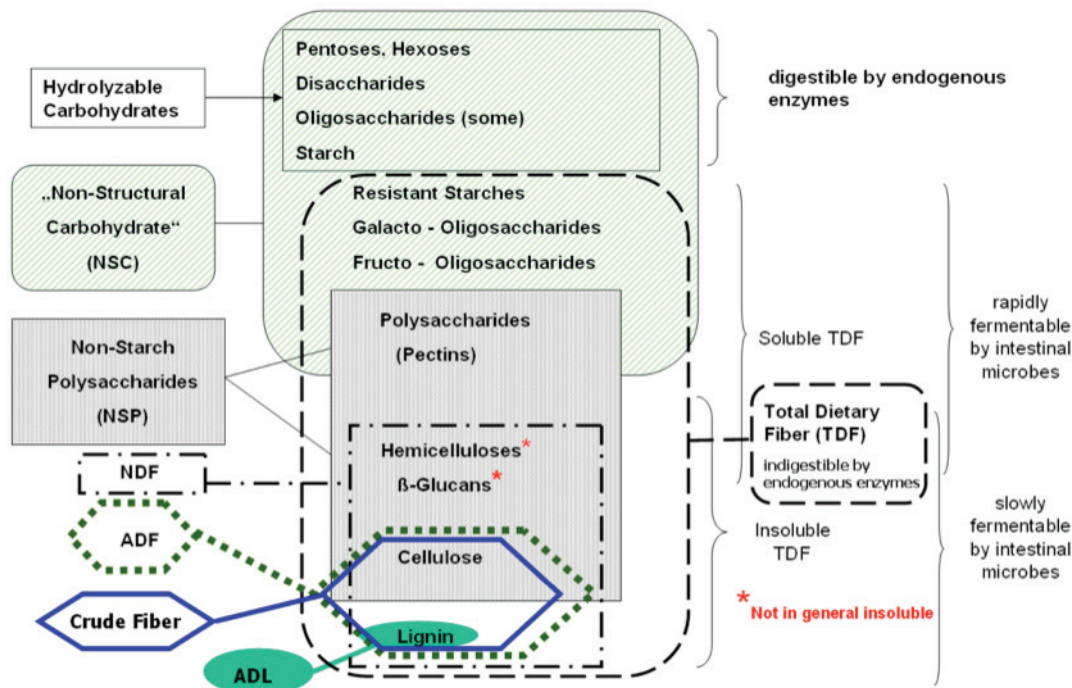 Hydrolyzable
Carbohydrates
Pentoses, Hexoses
Disaccharides
Oligosaccharides (some)
Starch
digestible by endogenous
enzymes
„Non-Structural
Carbohydrate“
(NSC)
Resistant Starches
Galacto - Oligosaccharides
Fructo - Oligosaccharides
Non-Starch
Polysaccharides
(NSP)
Polysaccharides
(Pectins)
Soluble TDF
rapidly
fermentable
by intestinal
microbes
Total Dietary
Fiber (TDF)
indigestible by
endogenous enzymes
NDF
Hemicelluloses*
ß-Glucans*
ADF
Cellulose
Insoluble
TDF
slowly
fermentable
by intestinal
microbes
Crude Fiber
* Not in general insoluble
Lignin
ADL